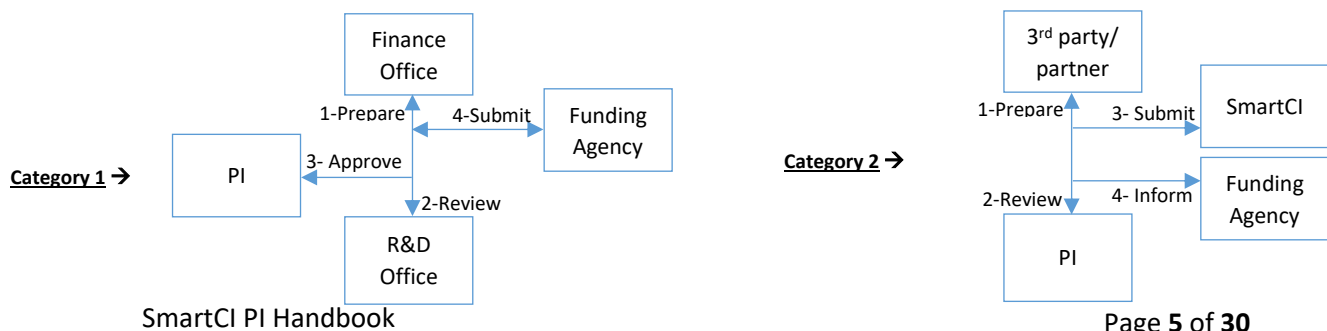 Finance
Office
1-Prepare
4-Submit
Funding
Agency
Category 1 →
PI
3- Approve
2-Review
R&D
Office
3rd party/
partner
1-Prepare
3- Submit
SmartCI
Category 2 →
2-Review
4- Inform
Funding
Agency
PI
SmartCI PI Handbook
Page 5 of 30